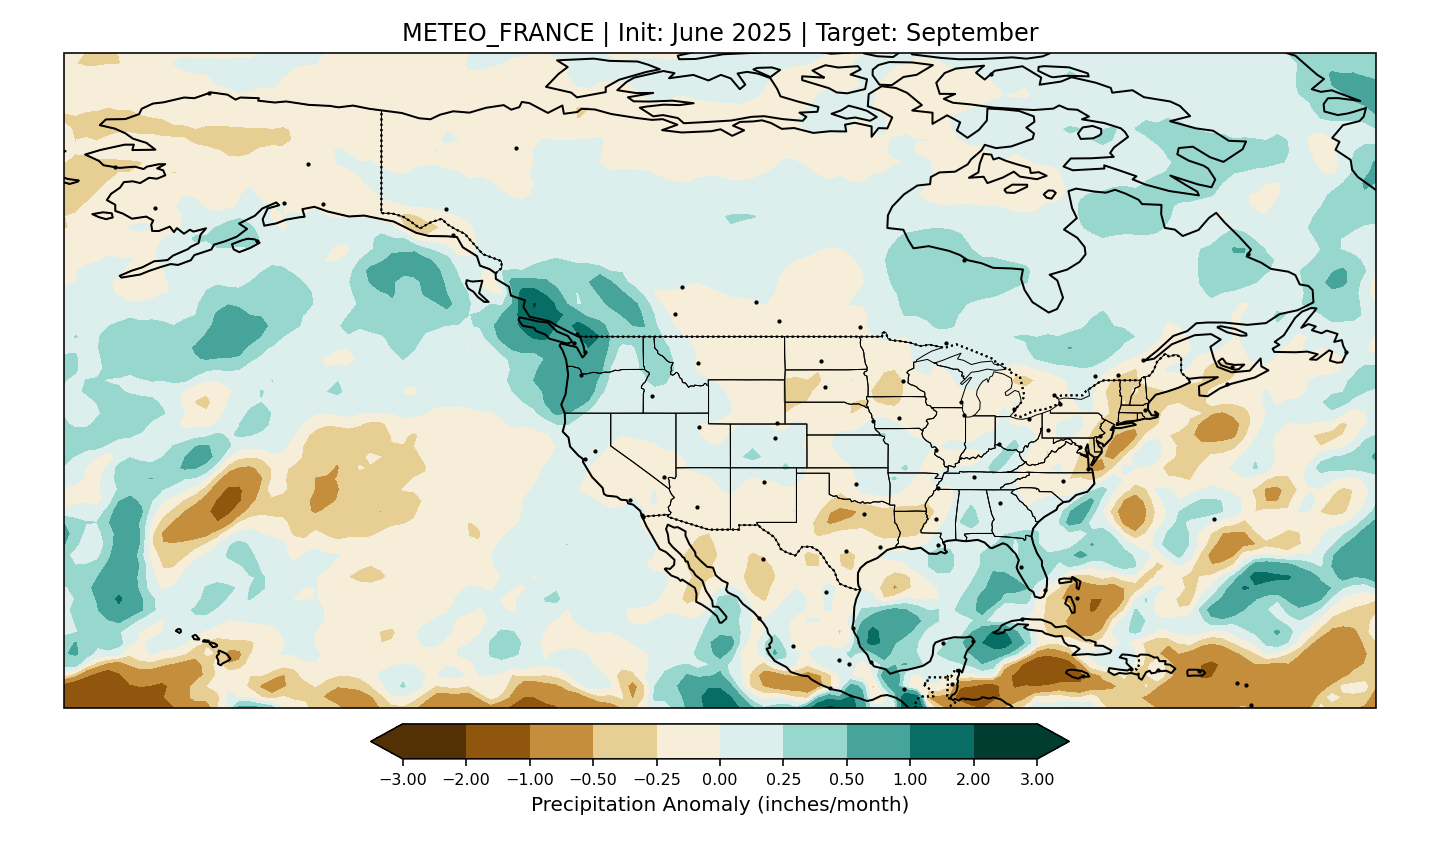 METEO_FRANCE | Init: June 2025 | Target: September
−3.00 −2.00 −1.00 −0.50 −0.25 0.00 0.25 0.50 1.00 2.00 3.00
Precipitation Anomaly (inches/month)